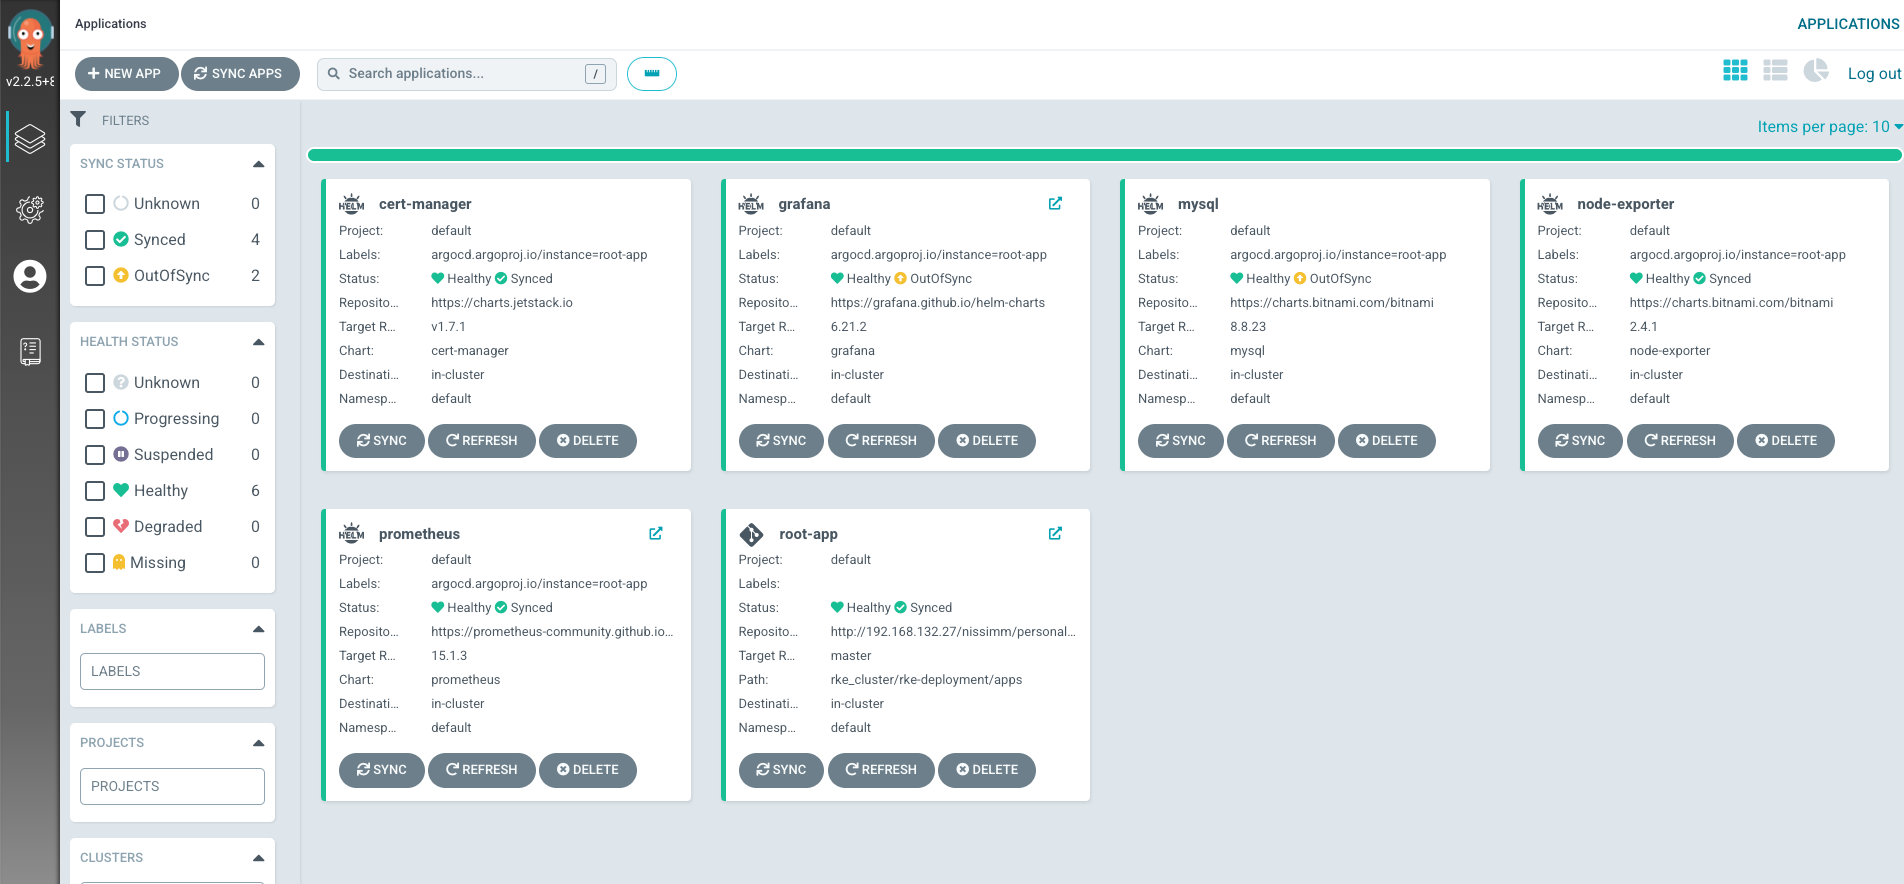 Applications
APPLICATIONS
v2.2.5+8
NEW APP
SYNC APPS
Search applications...
/
Log out
FILTERS
Items per page: 10
SYNC STATUS
Unknown 0
Synced 4
OutOfSync 2
HEALTH STATUS
Unknown 0
Progressing 0
Suspended 0
Healthy 6
Degraded 0
Missing 0
LABELS
LABELS
PROJECTS
PROJECTS
CLUSTERS
HELM cert-manager
Project: default
Labels: argocd.argoproj.io/instance=root-app
Status: Healthy Synced
Reposito... https://charts.jetstack.io
Target R... v1.7.1
Chart: cert-manager
Destinati... in-cluster
Namesp... default
SYNC REFRESH DELETE
HELM grafana
Project: default
Labels: argocd.argoproj.io/instance=root-app
Status: Healthy OutOfSync
Reposito... https://grafana.github.io/helm-charts
Target R... 6.21.2
Chart: grafana
Destinati... in-cluster
Namesp... default
SYNC REFRESH DELETE
HELM mysql
Project: default
Labels: argocd.argoproj.io/instance=root-app
Status: Healthy OutOfSync
Reposito... https://charts.bitnami.com/bitnami
Target R... 8.8.23
Chart: mysql
Destinati... in-cluster
Namesp... default
SYNC REFRESH DELETE
HELM node-exporter
Project: default
Labels: argocd.argoproj.io/instance=root-app
Status: Healthy Synced
Reposito... https://charts.bitnami.com/bitnami
Target R... 2.4.1
Chart: node-exporter
Destinati... in-cluster
Namesp... default
SYNC REFRESH DELETE
HELM prometheus
Project: default
Labels: argocd.argoproj.io/instance=root-app
Status: Healthy Synced
Reposito... https://prometheus-community.github.io...
Target R... 15.1.3
Chart: prometheus
Destinati... in-cluster
Namesp... default
SYNC REFRESH DELETE
root-app
Project: default
Labels:
Status: Healthy Synced
Reposito... http://192.168.132.27/nissimm/personal...
Target R... master
Path: rke_cluster/rke-deployment/apps
Destinati... in-cluster
Namesp... default
SYNC REFRESH DELETE